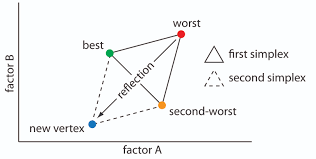 worst
best
first simplex
factor B
reflection
second simplex
second-worst
new vertex
factor A